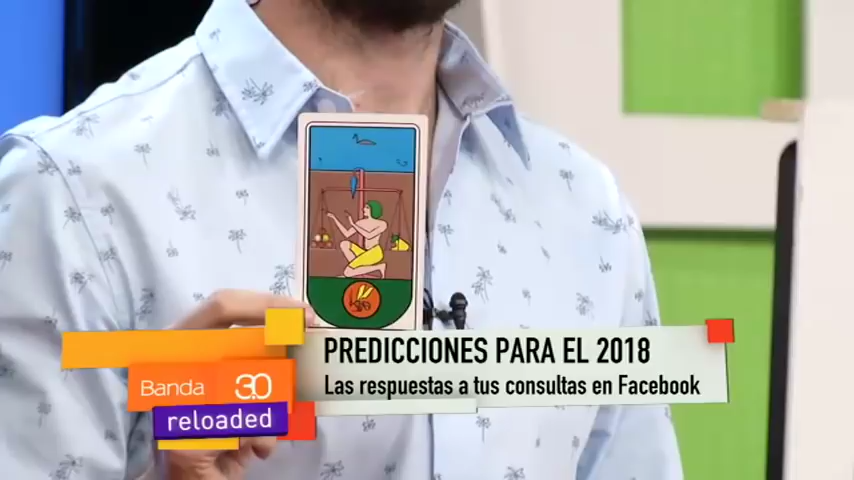 PREDICCIONES PARA EL 2018
Las respuestas a tus consultas en Facebook
Banda 3.0
reloaded